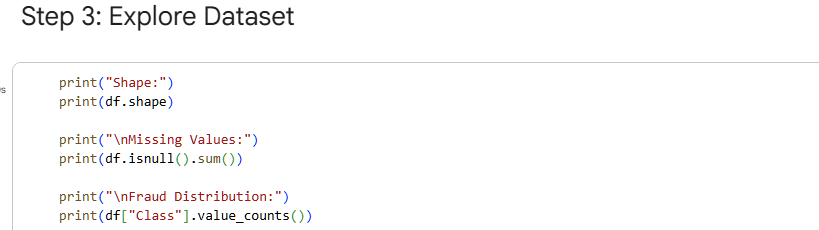 Step 3: Explore Dataset
s
print("Shape:")
print(df.shape)
print("\nMissing Values:")
print(df.isnull().sum())
print("\nFraud Distribution:")
print(df["Class"].value_counts())